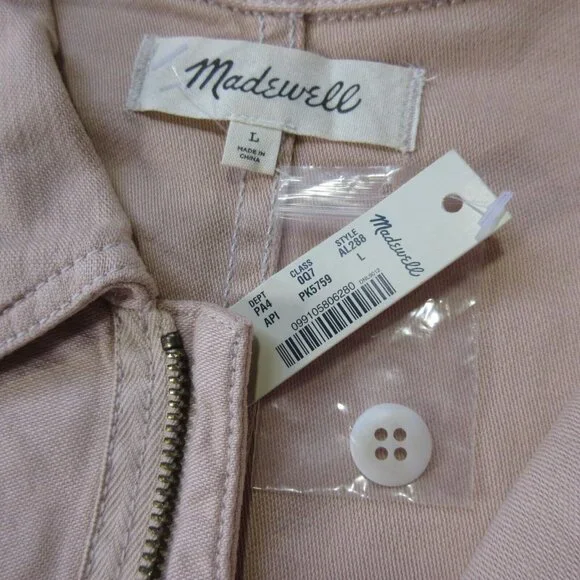 Madewell
L
MADE IN
CHINA
Madewell
DEPT CLASS STYLE
PA4 0Q7 AL288
API PK5759 L
099105806280